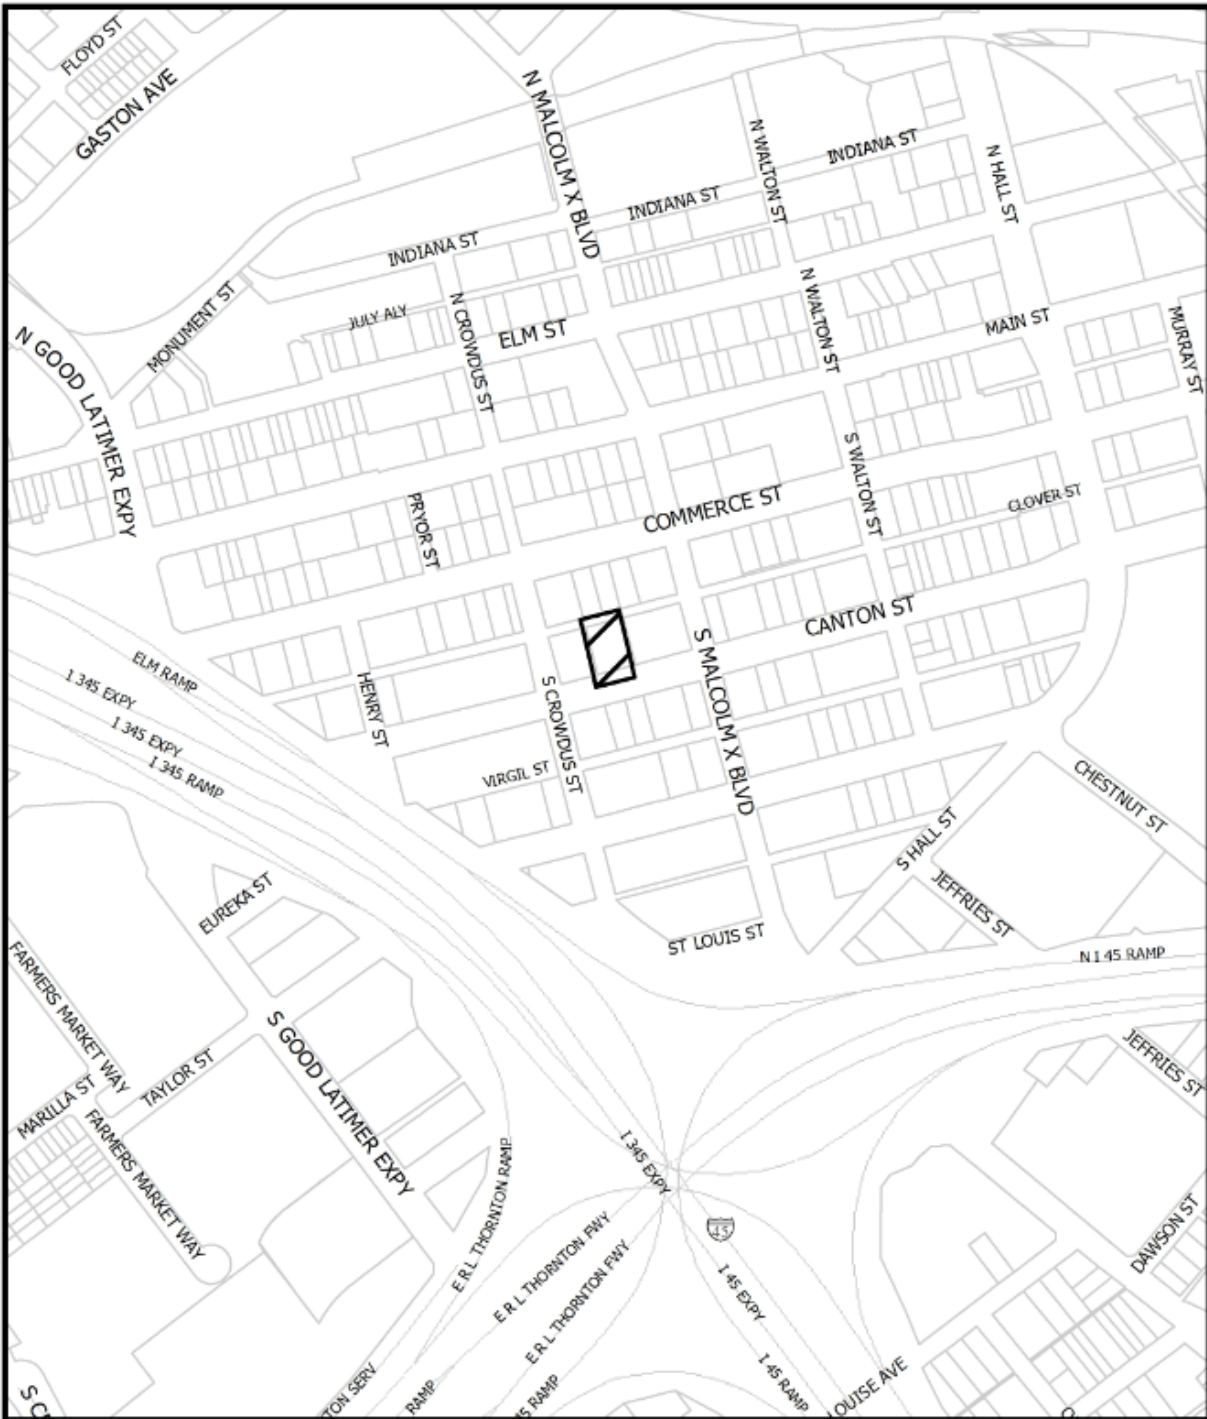 FLOYD ST
GASTON AVE
N MALCOLM X BLVD
N WALTON ST
INDIANA ST
N HALL ST
INDIANA ST
INDIANA ST
MONUMENT ST
JULY ALY
N CROWDUS ST
ELM ST
N WALTON ST
MAIN ST
MURRAY ST
N GOOD LATIMER EXPY
S WALTON ST
PRYOR ST
COMMERCE ST
CLOVER ST
CANTON ST
ELM RAMP
I 345 EXPY
I 345 EXPY
I 345 RAMP
HENRY ST
S CROWDUS ST
S MALCOLM X BLVD
VIRGIL ST
CHESTNUT ST
S HALL ST
JEFFRIES ST
EUREKA ST
ST LOUIS ST
N I 45 RAMP
FARMERS MARKET WAY
S GOOD LATIMER EXPY
TAYLOR ST
MARILLA ST
JEFFRIES ST
FARMERS MARKET WAY
I 345 EXPY
E R L THORNTON RAMP
45
E R L THORNTON FWY
E R L THORNTON FWY
I 45 EXPY
DAWSON ST
I 45 RAMP
LOUISE AVE
TON SERV
RAMP
45 RAMP